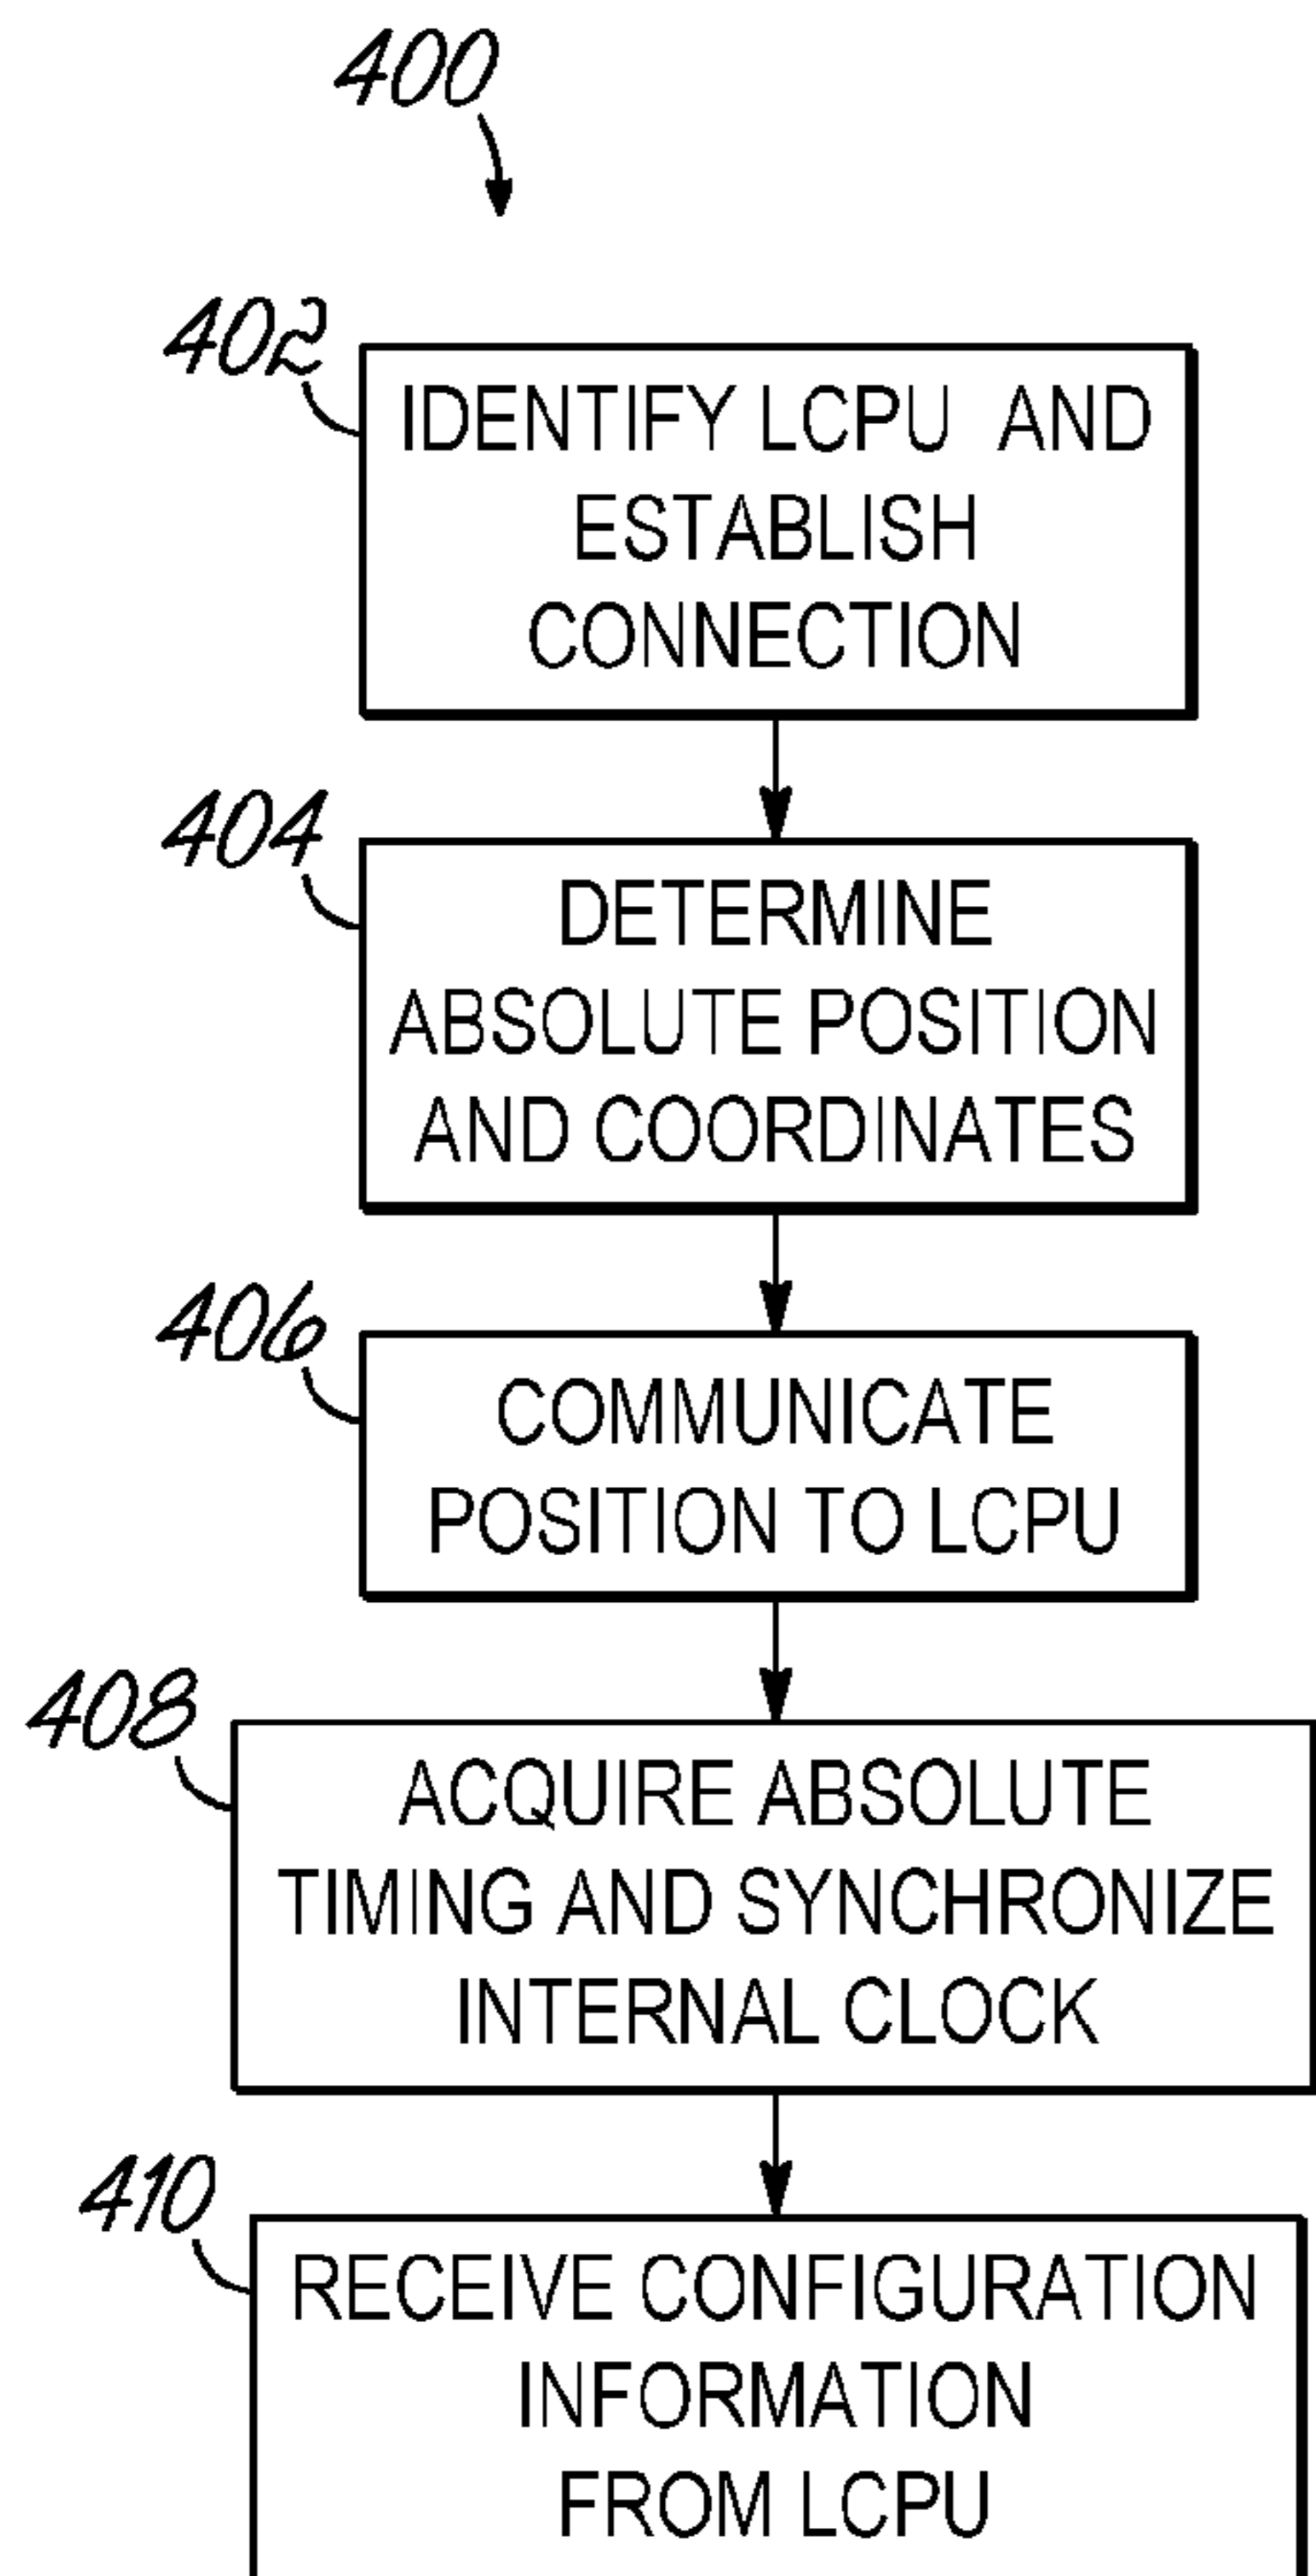 400
402
IDENTIFY LCPU AND
ESTABLISH
CONNECTION
404
DETERMINE
ABSOLUTE POSITION
AND COORDINATES
406
COMMUNICATE
POSITION TO LCPU
408
ACQUIRE ABSOLUTE
TIMING AND SYNCHRONIZE
INTERNAL CLOCK
410
RECEIVE CONFIGURATION
INFORMATION
FROM LCPU